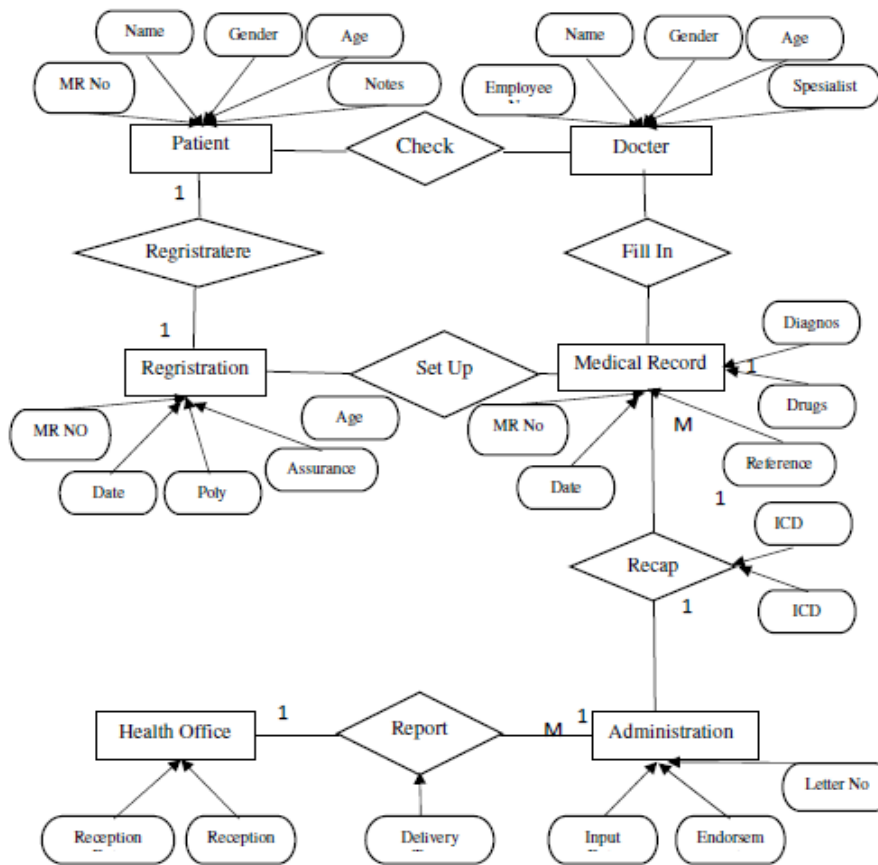 Name
Gender
Age
Name
Gender
Age
MR No
Notes
Employee
Spesialist
Patient
Check
Docter
1
Regristratere
Fill In
1
Diagnos
Regristration
Set Up
Medical Record
1
Drugs
MR NO
Age
MR No
M
Assurance
Reference
Date
Poly
Date
1
ICD
Recap
1
ICD
Health Office
1
Report
M
1
Administration
Letter No
Reception
Reception
Delivery
Input
Endorsem